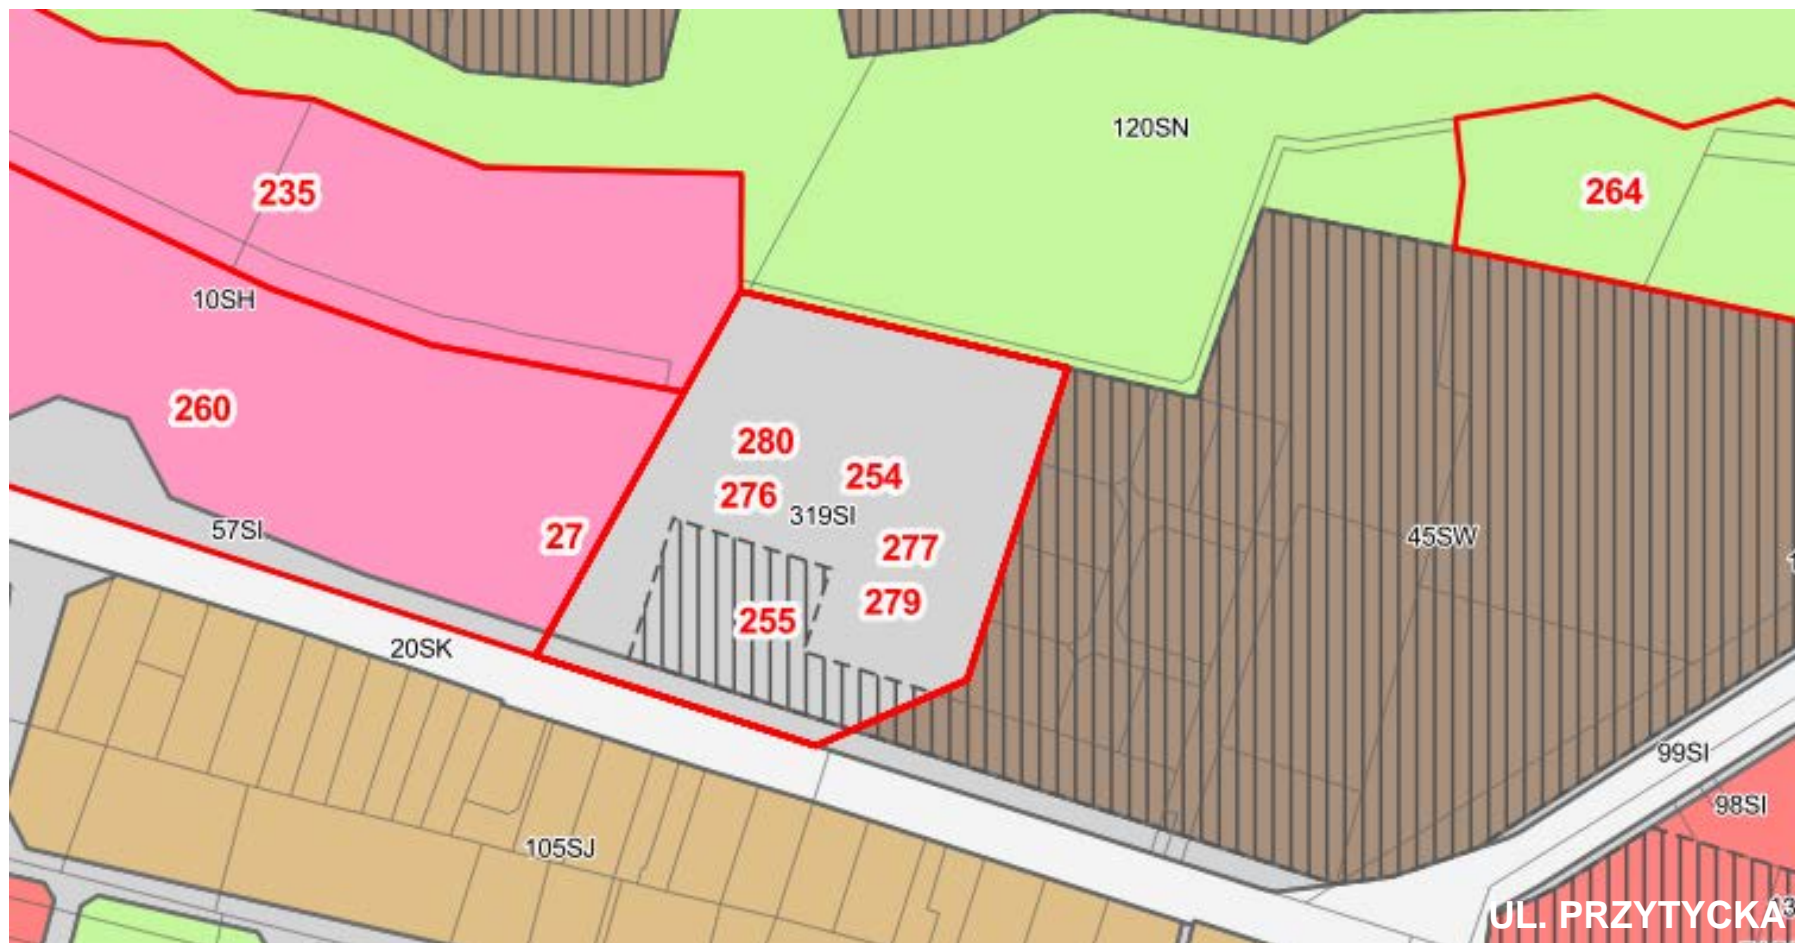 120SN
235
264
10SH
260
280
254
276
319SI
57SI
27
277
45SW
279
255
20SK
99SI
98SI
105SJ
UL. PRZYTYCKA